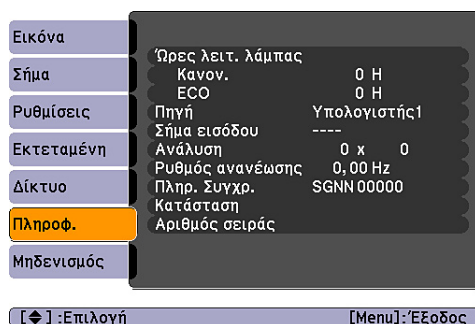 Εικόνα
Σήμα
Ρυθμίσεις
Εκτεταμένη
Δίκτυο
Πληροφ.
Μηδενισμός
Ώρες λειτ. λάμπας
Κανον. 0 H
ECO 0 H
Πηγή Υπολογιστής1
Σήμα εισόδου ----
Ανάλυση 0 x 0
Ρυθμός ανανέωσης 0,00 Hz
Πληρ. Συγχρ. SGNN 00000
Κατάσταση
Αριθμός σειράς
[◆] :Επιλογή [Menu]:Έξοδος